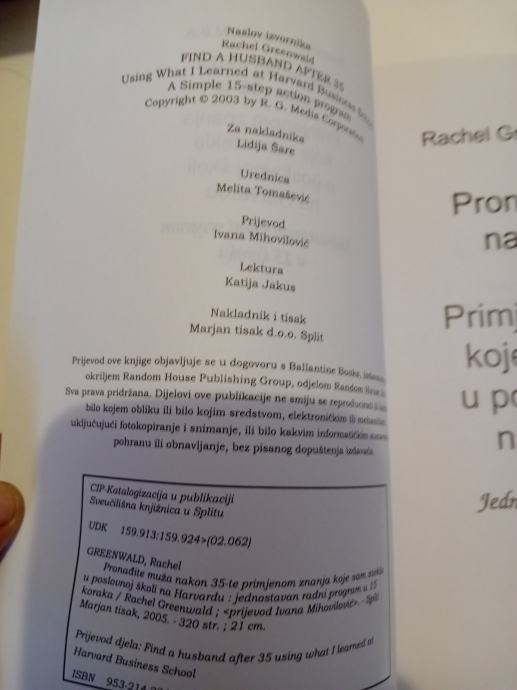 Naslov izvornika
Rachel Greenwald
FIND A HUSBAND AFTER 35
Using What I Learned at Harvard Business
A Simple 15-step action program
Copyright © 2003 by R. G. Media Corporation
Za nakladnika
Lidija Šare
Urednica
Melita Tomašević
Prijevod
Ivana Mihovilović
Lektura
Katija Jakus
Nakladnik i tisak
Marjan tisak d.o.o. Split
Prijevod ove knjige objavljuje se u dogovoru s Ballantine Books,
okriljem Random House Publishing Group, odjelom Random House
Sva prava pridržana. Dijelovi ove publikacije ne smiju se reproducirati
bilo kojem obliku ili bilo kojim sredstvom, elektroničkim ili
uključujući fotokopiranje i snimanje, ili bilo kakvim informatičkim
pohranu ili obnavljanje, bez pisanog dopuštenja izdavača.
CIP-Katalogizacija u publikaciji
Sveučilišna knjižnica u Splitu
UDK 159.913:159.924>(02.062)
GREENWALD, Rachel
Pronađite muža nakon 35-te primjenom znanja koje sam stekla
u poslovnoj školi na Harvardu : jednostavan radni program u 15
koraka / Rachel Greenwald ; <prijevod Ivana Mihovilović>. - Split
Marjan tisak, 2005. - 320 str. ; 21 cm.
Prijevod djela: Find a husband after 35 using what I learned at
Harvard Business School
ISBN 953-214-
Rachel G
Pron
na
Primj
koje
u po
n
Jedn